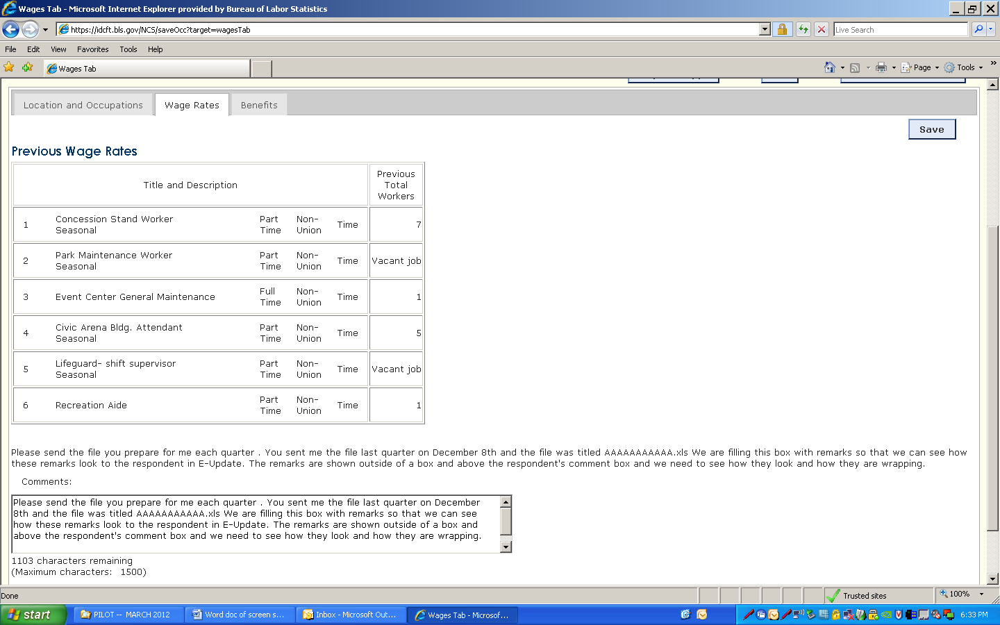 Wages Tab - Microsoft Internet Explorer provided by Bureau of Labor Statistics
https://idcft.bls.gov/NCS/saveOcc?target=wagesTab
Live Search
File Edit View Favorites Tools Help
Wages Tab
Page Tools
Location and Occupations Wage Rates Benefits
Save
Previous Wage Rates
Title and Description
Previous
Total
Workers
1 Concession Stand Worker
Seasonal
Part
Time
Non-
Union
Time
7
2 Park Maintenance Worker
Seasonal
Part
Time
Non-
Union
Time
Vacant job
3 Event Center General Maintenance
Full
Time
Non-
Union
Time
1
4 Civic Arena Bldg. Attendant
Seasonal
Part
Time
Non-
Union
Time
5
5 Lifeguard- shift supervisor
Seasonal
Part
Time
Non-
Union
Time
Vacant job
6 Recreation Aide
Part
Time
Non-
Union
Time
1
Please send the file you prepare for me each quarter . You sent me the file last quarter on December 8th and the file was titled AAAAAAAAAAA.xls We are filling this box with remarks so that we can see how
these remarks look to the respondent in E-Update. The remarks are shown outside of a box and above the respondent's comment box and we need to see how they look and how they are wrapping.
Comments:
Please send the file you prepare for me each quarter . You sent me the file last quarter on December
8th and the file was titled AAAAAAAAAAA.xls We are filling this box with remarks so that we can see
how these remarks look to the respondent in E-Update. The remarks are shown outside of a box and
above the respondent's comment box and we need to see how they look and how they are wrapping.
1103 characters remaining
(Maximum characters: 1500)
Done
Trusted sites
100%
start
PILOT -- MARCH 2012
Word doc of screen s...
Inbox - Microsoft Out...
Wages Tab - Microsof...
6:33 PM